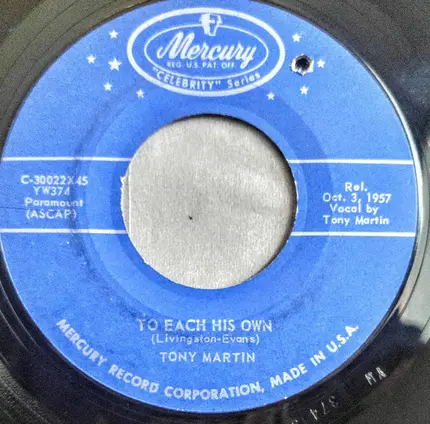 Mercury
REG. U.S. PAT. OFF.
"CELEBRITY" Series
C-30022X45
YW374
Paramount
(ASCAP)
Rel.
Oct. 3, 1957
Vocal by
Tony Martin
TO EACH HIS OWN
(Livingston-Evans)
TONY MARTIN
MERCURY RECORD CORPORATION, MADE IN U.S.A.